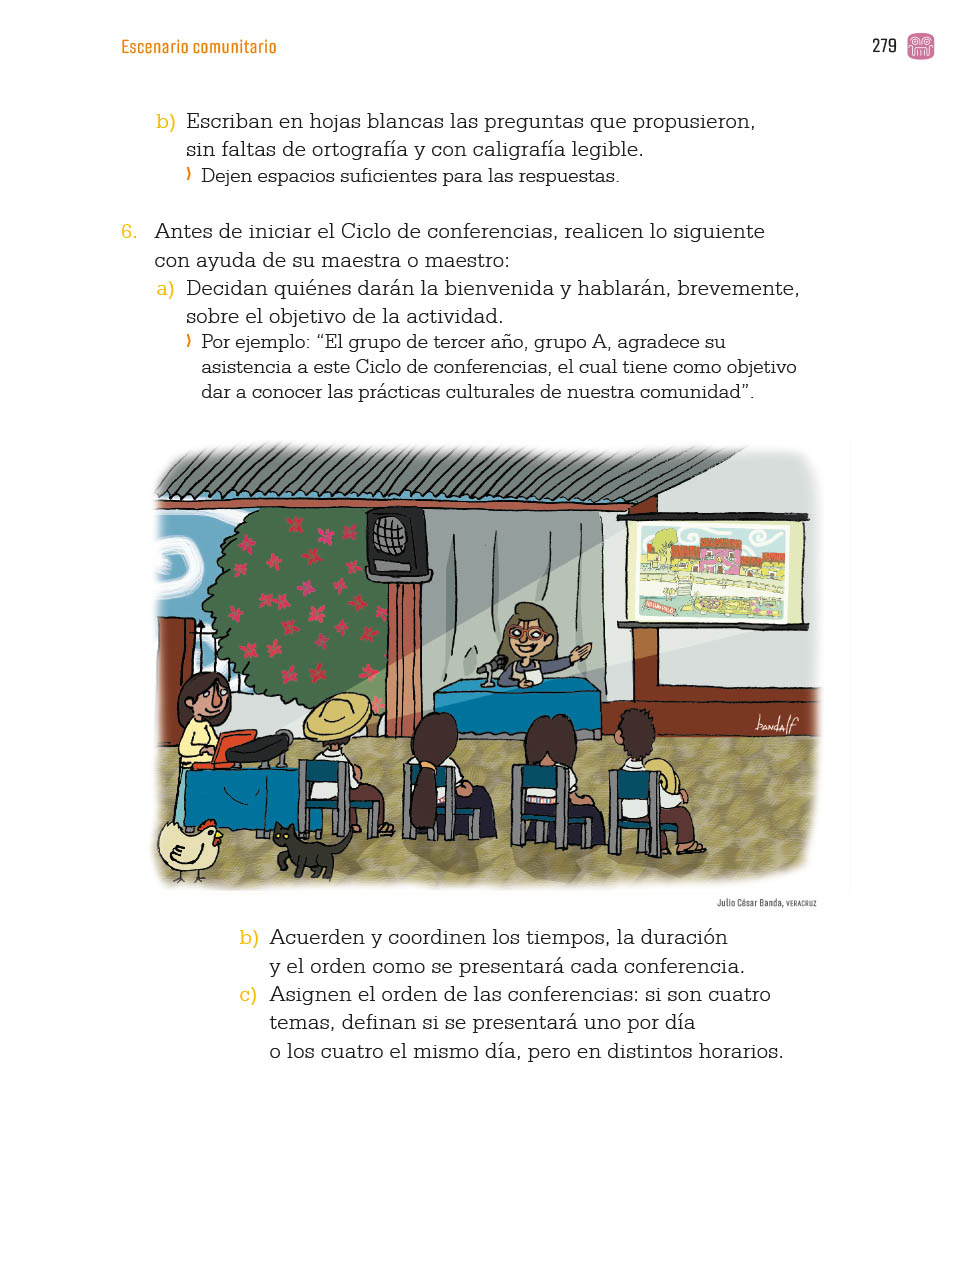 Escenario comunitario
279
b) Escriban en hojas blancas las preguntas que propusieron,
sin faltas de ortografía y con caligrafía legible.
⟩ Dejen espacios suficientes para las respuestas.
6. Antes de iniciar el Ciclo de conferencias, realicen lo siguiente
con ayuda de su maestra o maestro:
a) Decidan quiénes darán la bienvenida y hablarán, brevemente,
sobre el objetivo de la actividad.
⟩ Por ejemplo: “El grupo de tercer año, grupo A, agradece su
asistencia a este Ciclo de conferencias, el cual tiene como objetivo
dar a conocer las prácticas culturales de nuestra comunidad”.
bandalf
Julio César Banda, VERACRUZ
b) Acuerden y coordinen los tiempos, la duración
y el orden como se presentará cada conferencia.
c) Asignen el orden de las conferencias: si son cuatro
temas, definan si se presentará uno por día
o los cuatro el mismo día, pero en distintos horarios.